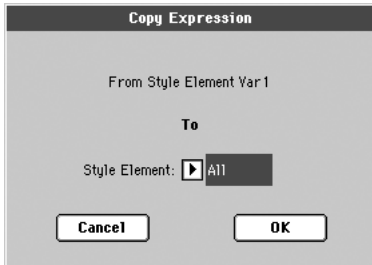 Copy Expression
From Style Element Var1
To
Style Element: All
Cancel OK